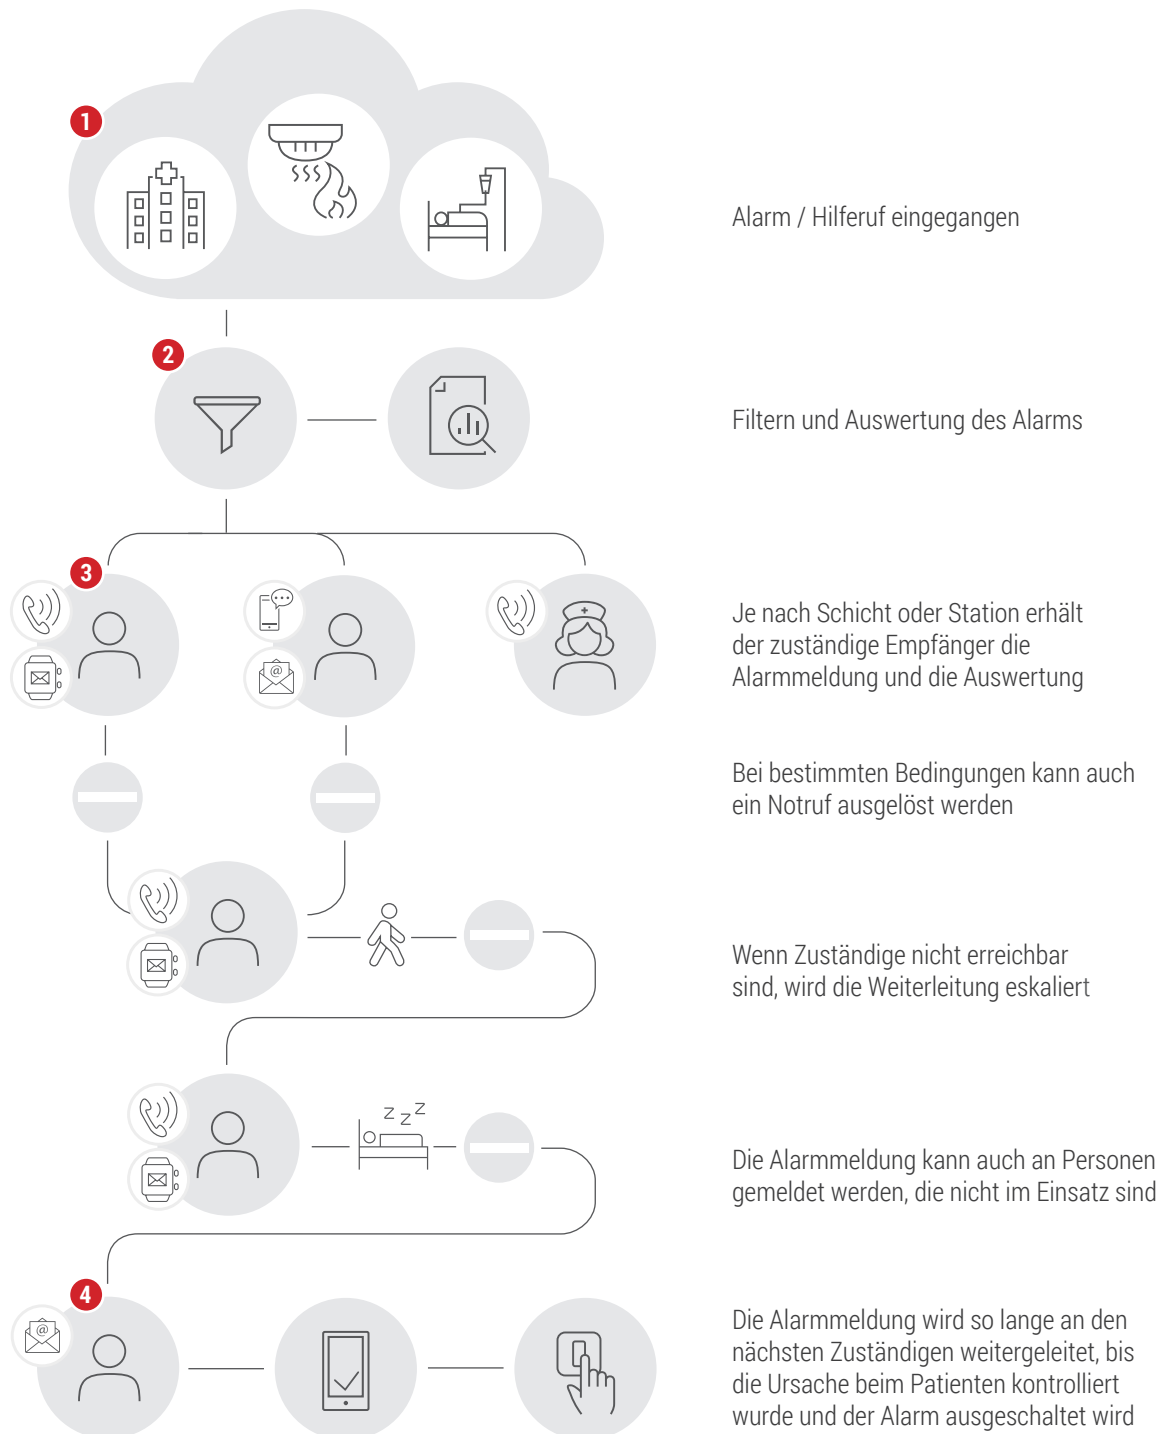 1
Alarm / Hilferuf eingegangen
2
Filtern und Auswertung des Alarms
3
Je nach Schicht oder Station erhält
der zuständige Empfänger die
Alarmmeldung und die Auswertung
Bei bestimmten Bedingungen kann auch
ein Notruf ausgelöst werden
Wenn Zuständige nicht erreichbar
sind, wird die Weiterleitung eskaliert
z z z
Die Alarmmeldung kann auch an Personen
gemeldet werden, die nicht im Einsatz sind
4
Die Alarmmeldung wird so lange an den
nächsten Zuständigen weitergeleitet, bis
die Ursache beim Patienten kontrolliert
wurde und der Alarm ausgeschaltet wird